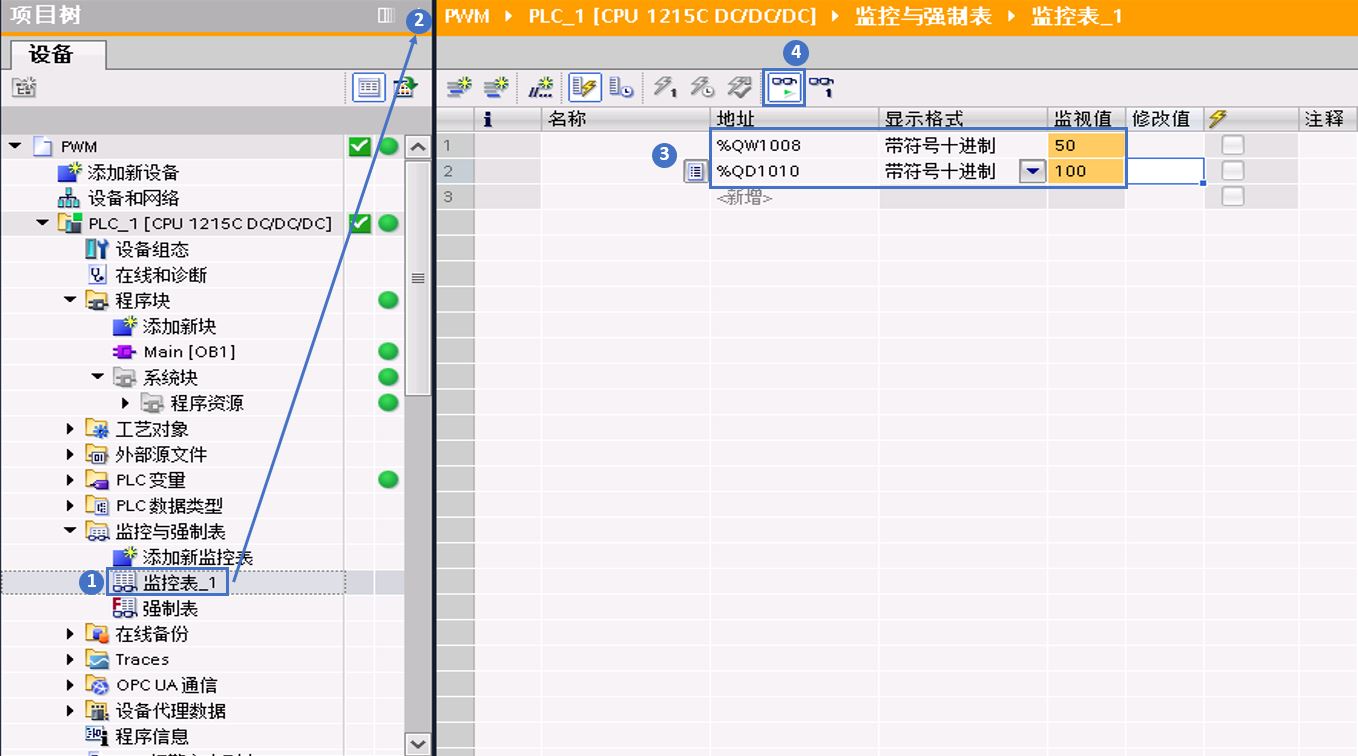 项目树
设备
PWM
添加新设备
设备和网络
PLC_1 [CPU 1215C DC/DC/DC]
设备组态
在线和诊断
程序块
添加新块
Main [OB1]
系统块
程序资源
工艺对象
外部源文件
PLC 变量
PLC 数据类型
监控与强制表
添加新监控表
1 监控表_1
强制表
在线备份
Traces
OPC UA 通信
设备代理数据
程序信息
2
PWM PLC_1 [CPU 1215C DC/DC/DC] 监控与强制表 监控表_1
4
i 名称 地址 显示格式 监视值 修改值 注释
1 %QW1008 带符号十进制 50
3
2 %QD1010 带符号十进制 100
3 <新增>